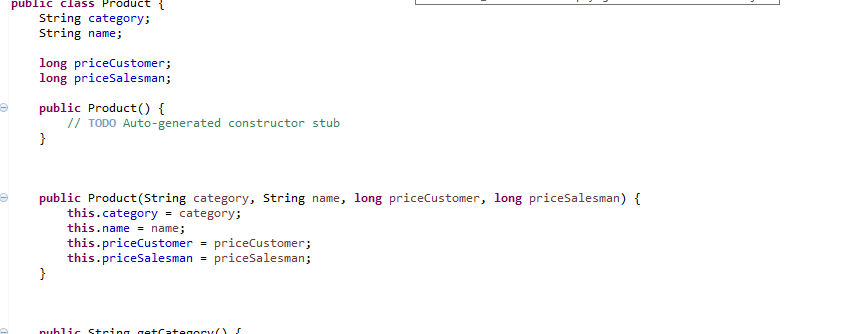 public class Product {
String category;
String name;
long priceCustomer;
long priceSalesman;
public Product() {
// TODO Auto-generated constructor stub
}
public Product(String category, String name, long priceCustomer, long priceSalesman) {
this.category = category;
this.name = name;
this.priceCustomer = priceCustomer;
this.priceSalesman = priceSalesman;
}
public String getCategory() {